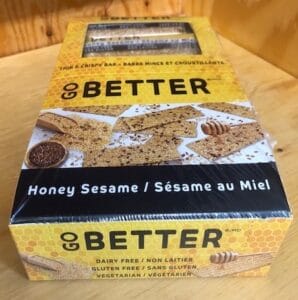 THIN & CRISPY BAR • BARRE MINCE ET CROUSTILLANTE
GO BETTER
Honey Sesame / Sésame au Miel
GO BETTER
DAIRY FREE / NON LAITIER
GLUTEN FREE / SANS GLUTEN
VEGETARIAN / VÉGÉTARIEN